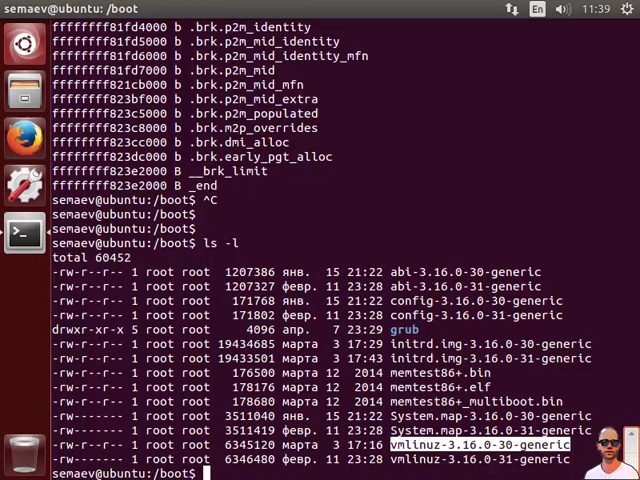 semaev@ubuntu: /boot
En
11:39
ffffffff81fd4000 b .brk.p2m_identity
ffffffff81fd5000 b .brk.p2m_mid_identity
ffffffff81fd6000 b .brk.p2m_mid_identity_mfn
ffffffff81fd7000 b .brk.p2m_mid
ffffffff821cb000 b .brk.p2m_mid_mfn
ffffffff823bf000 b .brk.p2m_mid_extra
ffffffff823c5000 b .brk.p2m_populated
ffffffff823c8000 b .brk.m2p_overrides
ffffffff823cc000 b .brk.dmi_alloc
ffffffff823dc000 b .brk.early_pgt_alloc
ffffffff823e2000 B __brk_limit
ffffffff823e2000 B _end
semaev@ubuntu:/boot$ ^C
semaev@ubuntu:/boot$
semaev@ubuntu:/boot$
semaev@ubuntu:/boot$ ls -l
total 60452
-rw-r--r-- 1 root root 1207386 янв. 15 21:22 abi-3.16.0-30-generic
-rw-r--r-- 1 root root 1207327 февр. 11 23:28 abi-3.16.0-31-generic
-rw-r--r-- 1 root root 171768 янв. 15 21:22 config-3.16.0-30-generic
-rw-r--r-- 1 root root 171802 февр. 11 23:28 config-3.16.0-31-generic
drwxr-xr-x 5 root root 4096 апр. 7 23:29 grub
-rw-r--r-- 1 root root 19434685 марта 3 17:29 initrd.img-3.16.0-30-generic
-rw-r--r-- 1 root root 19433501 марта 3 17:43 initrd.img-3.16.0-31-generic
-rw-r--r-- 1 root root 176500 марта 12 2014 memtest86+.bin
-rw-r--r-- 1 root root 178176 марта 12 2014 memtest86+.elf
-rw-r--r-- 1 root root 178680 марта 12 2014 memtest86+_multiboot.bin
-rw------- 1 root root 3511040 янв. 15 21:22 System.map-3.16.0-30-generic
-rw------- 1 root root 3511419 февр. 11 23:28 System.map-3.16.0-31-generic
-rw------- 1 root root 6345120 марта 3 17:16 vmlinuz-3.16.0-30-generic
-rw------- 1 root root 6346480 февр. 11 23:28 vmlinuz-3.16.0-31-generic
semaev@ubuntu:/boot$